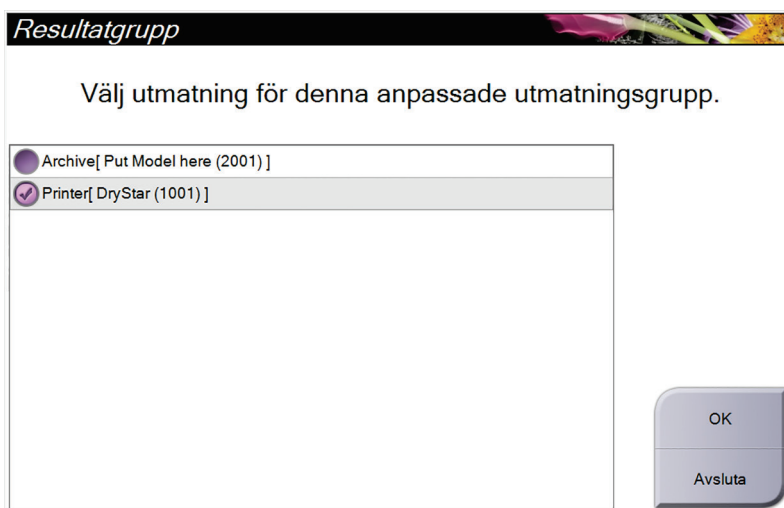 Resultatgrupp
Välj utmatning för denna anpassade utmatningsgrupp.
Archive[ Put Model here (2001) ]
Printer[ DryStar (1001) ]
OK
Avsluta